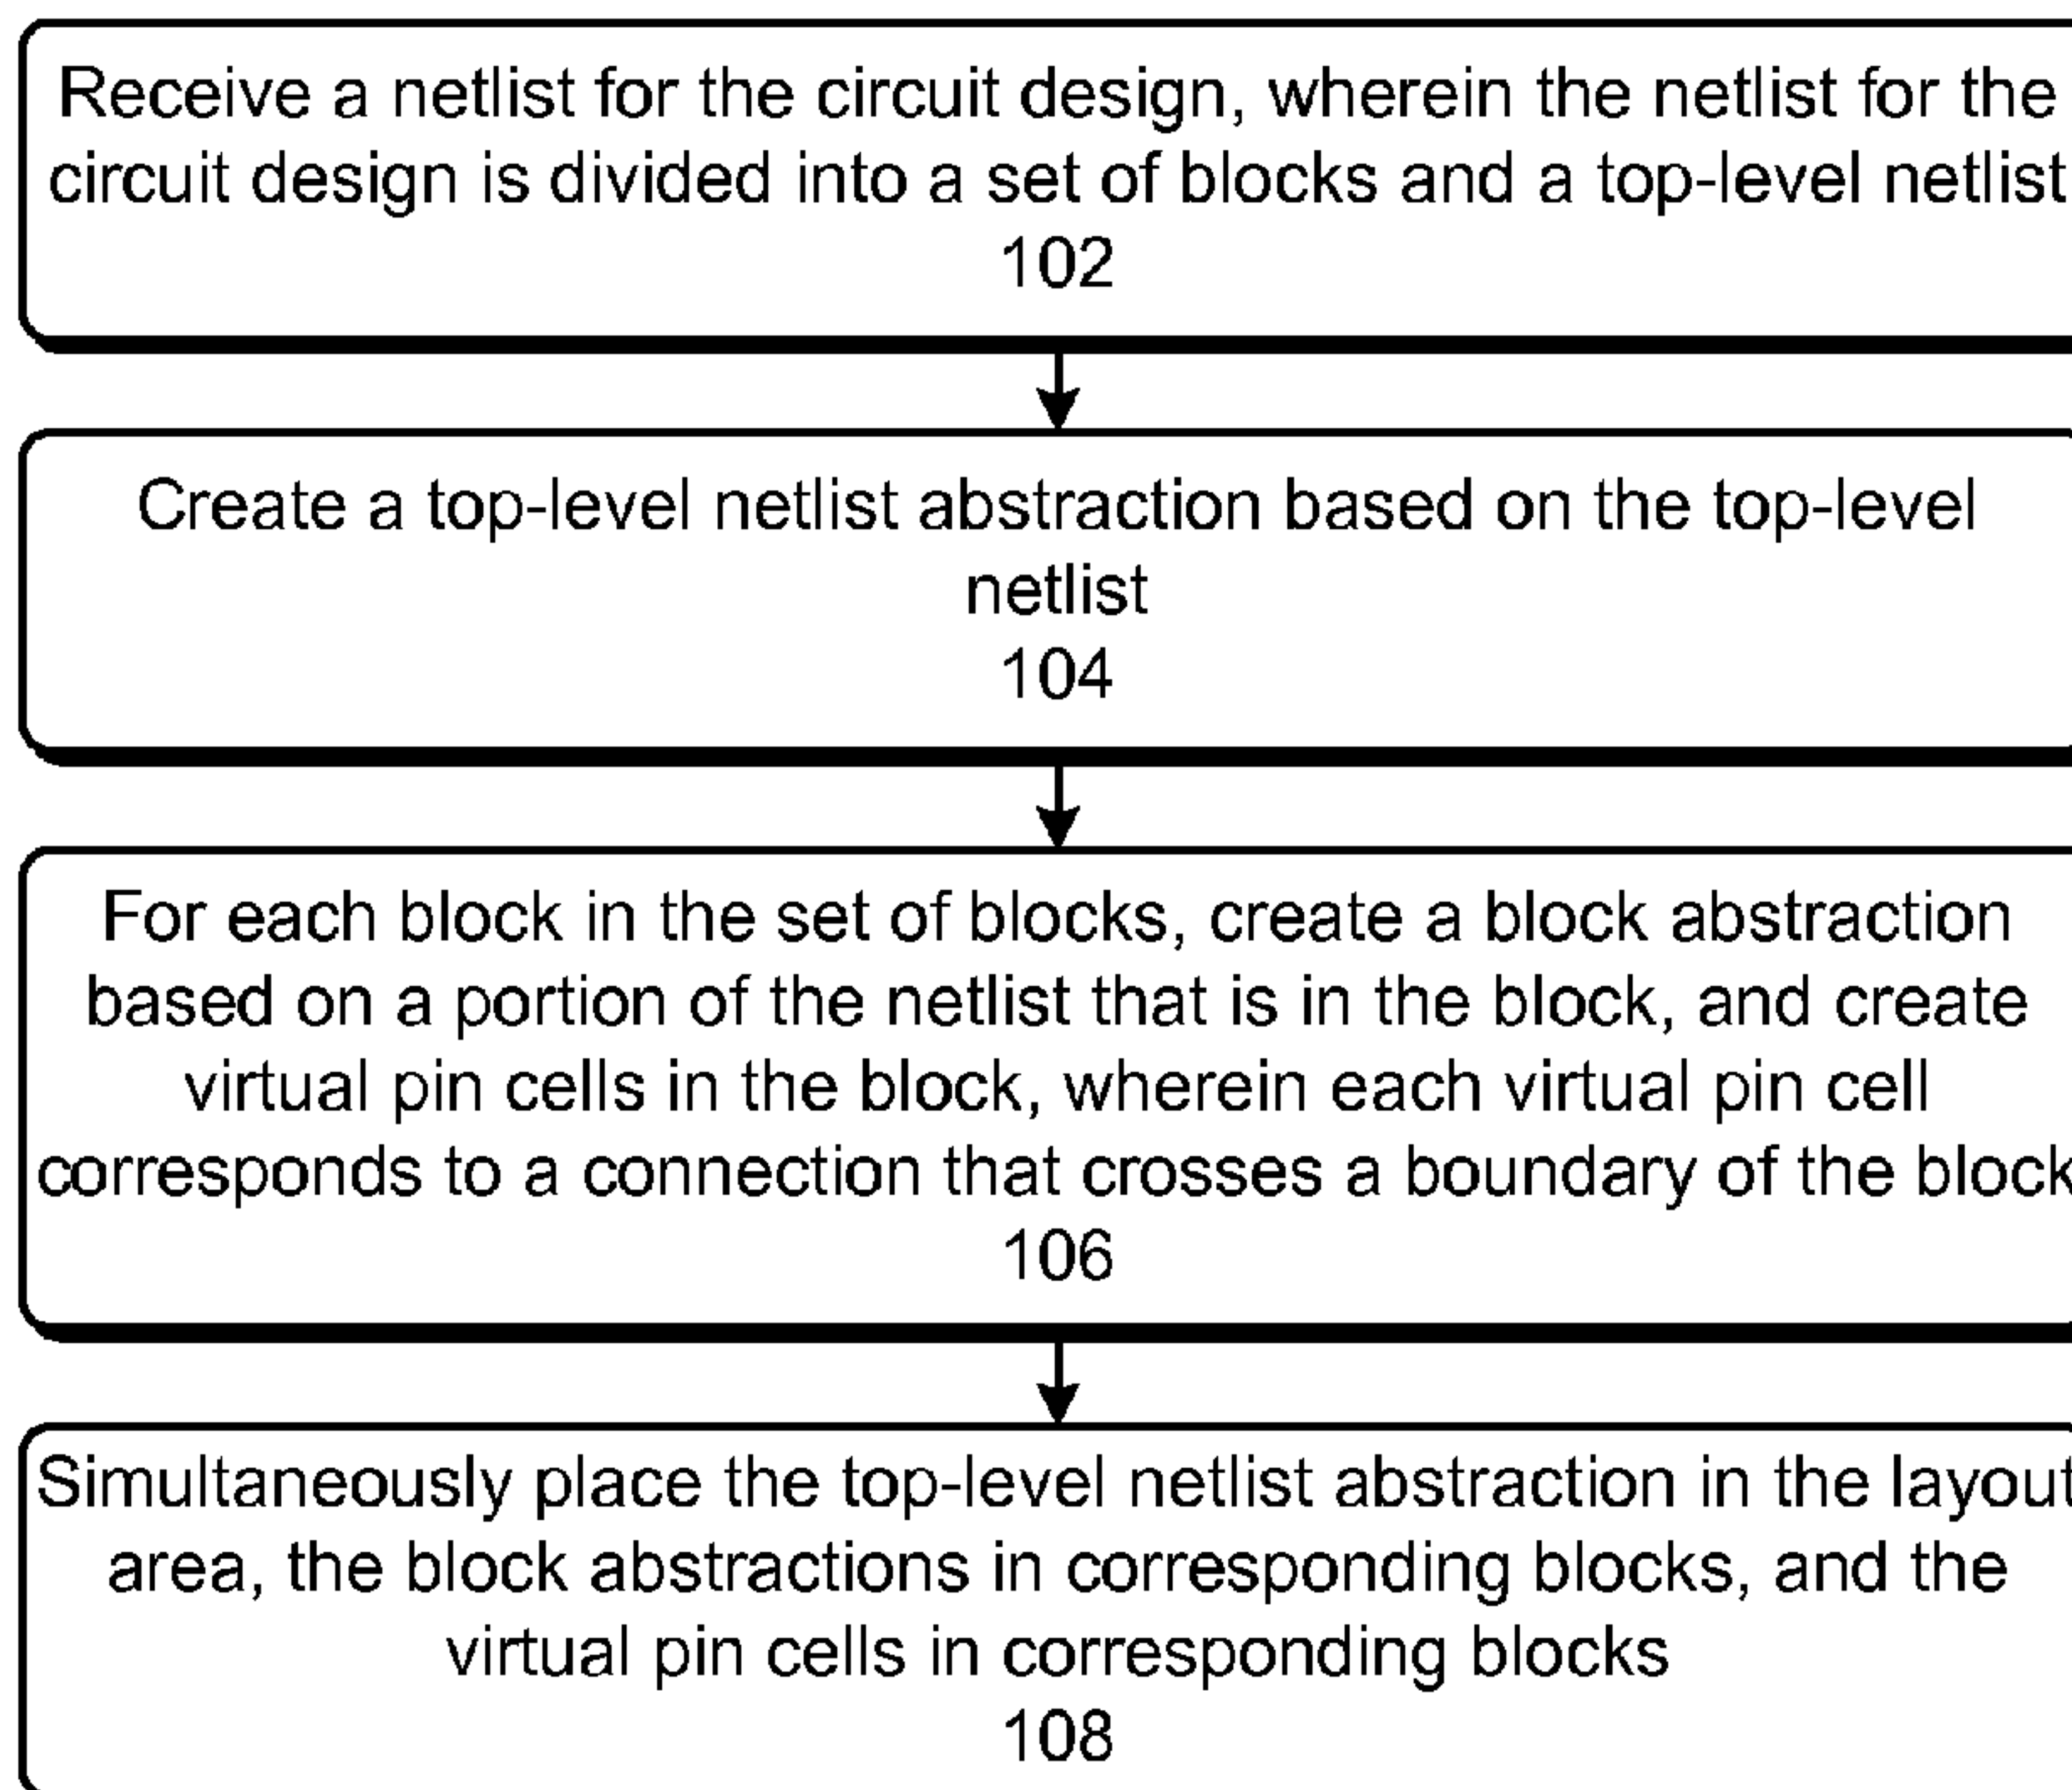 Receive a netlist for the circuit design, wherein the netlist for the
circuit design is divided into a set of blocks and a top-level netlist
102
Create a top-level netlist abstraction based on the top-level
netlist
104
For each block in the set of blocks, create a block abstraction
based on a portion of the netlist that is in the block, and create
virtual pin cells in the block, wherein each virtual pin cell
corresponds to a connection that crosses a boundary of the block
106
Simultaneously place the top-level netlist abstraction in the layout
area, the block abstractions in corresponding blocks, and the
virtual pin cells in corresponding blocks
108